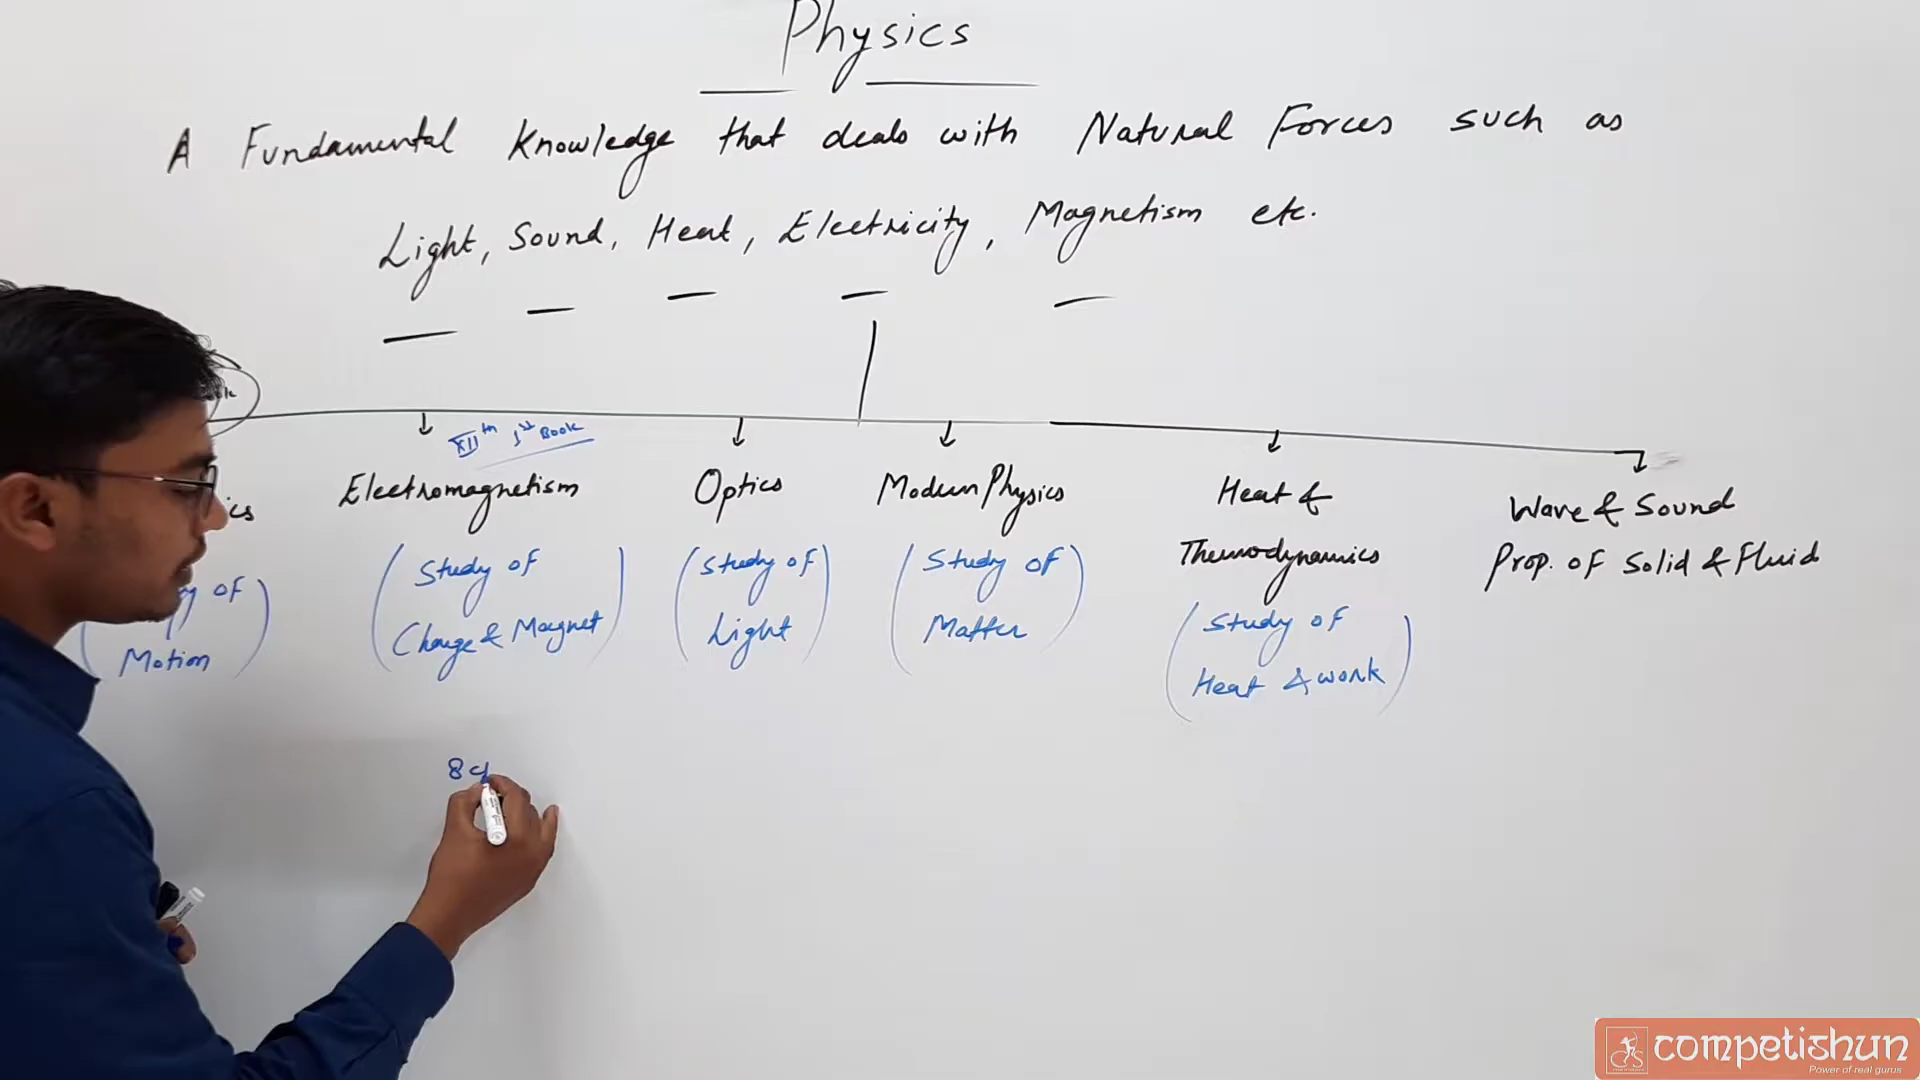 Physics
A Fundamental Knowledge that deals with Natural Forces such as
Light, Sound, Heat, Electricity, Magnetism etc.
XIIth 1st Book
Electromagnetism
Optics
Modern Physics
Heat &
Thermodynamics
Wave & Sound
Prop. of Solid & Fluid
of
Motion
(Study of
Charge & Magnet)
(Study of
Light)
(Study of
Matter)
(Study of
Heat & work)
8
competishun
Power of real gurus